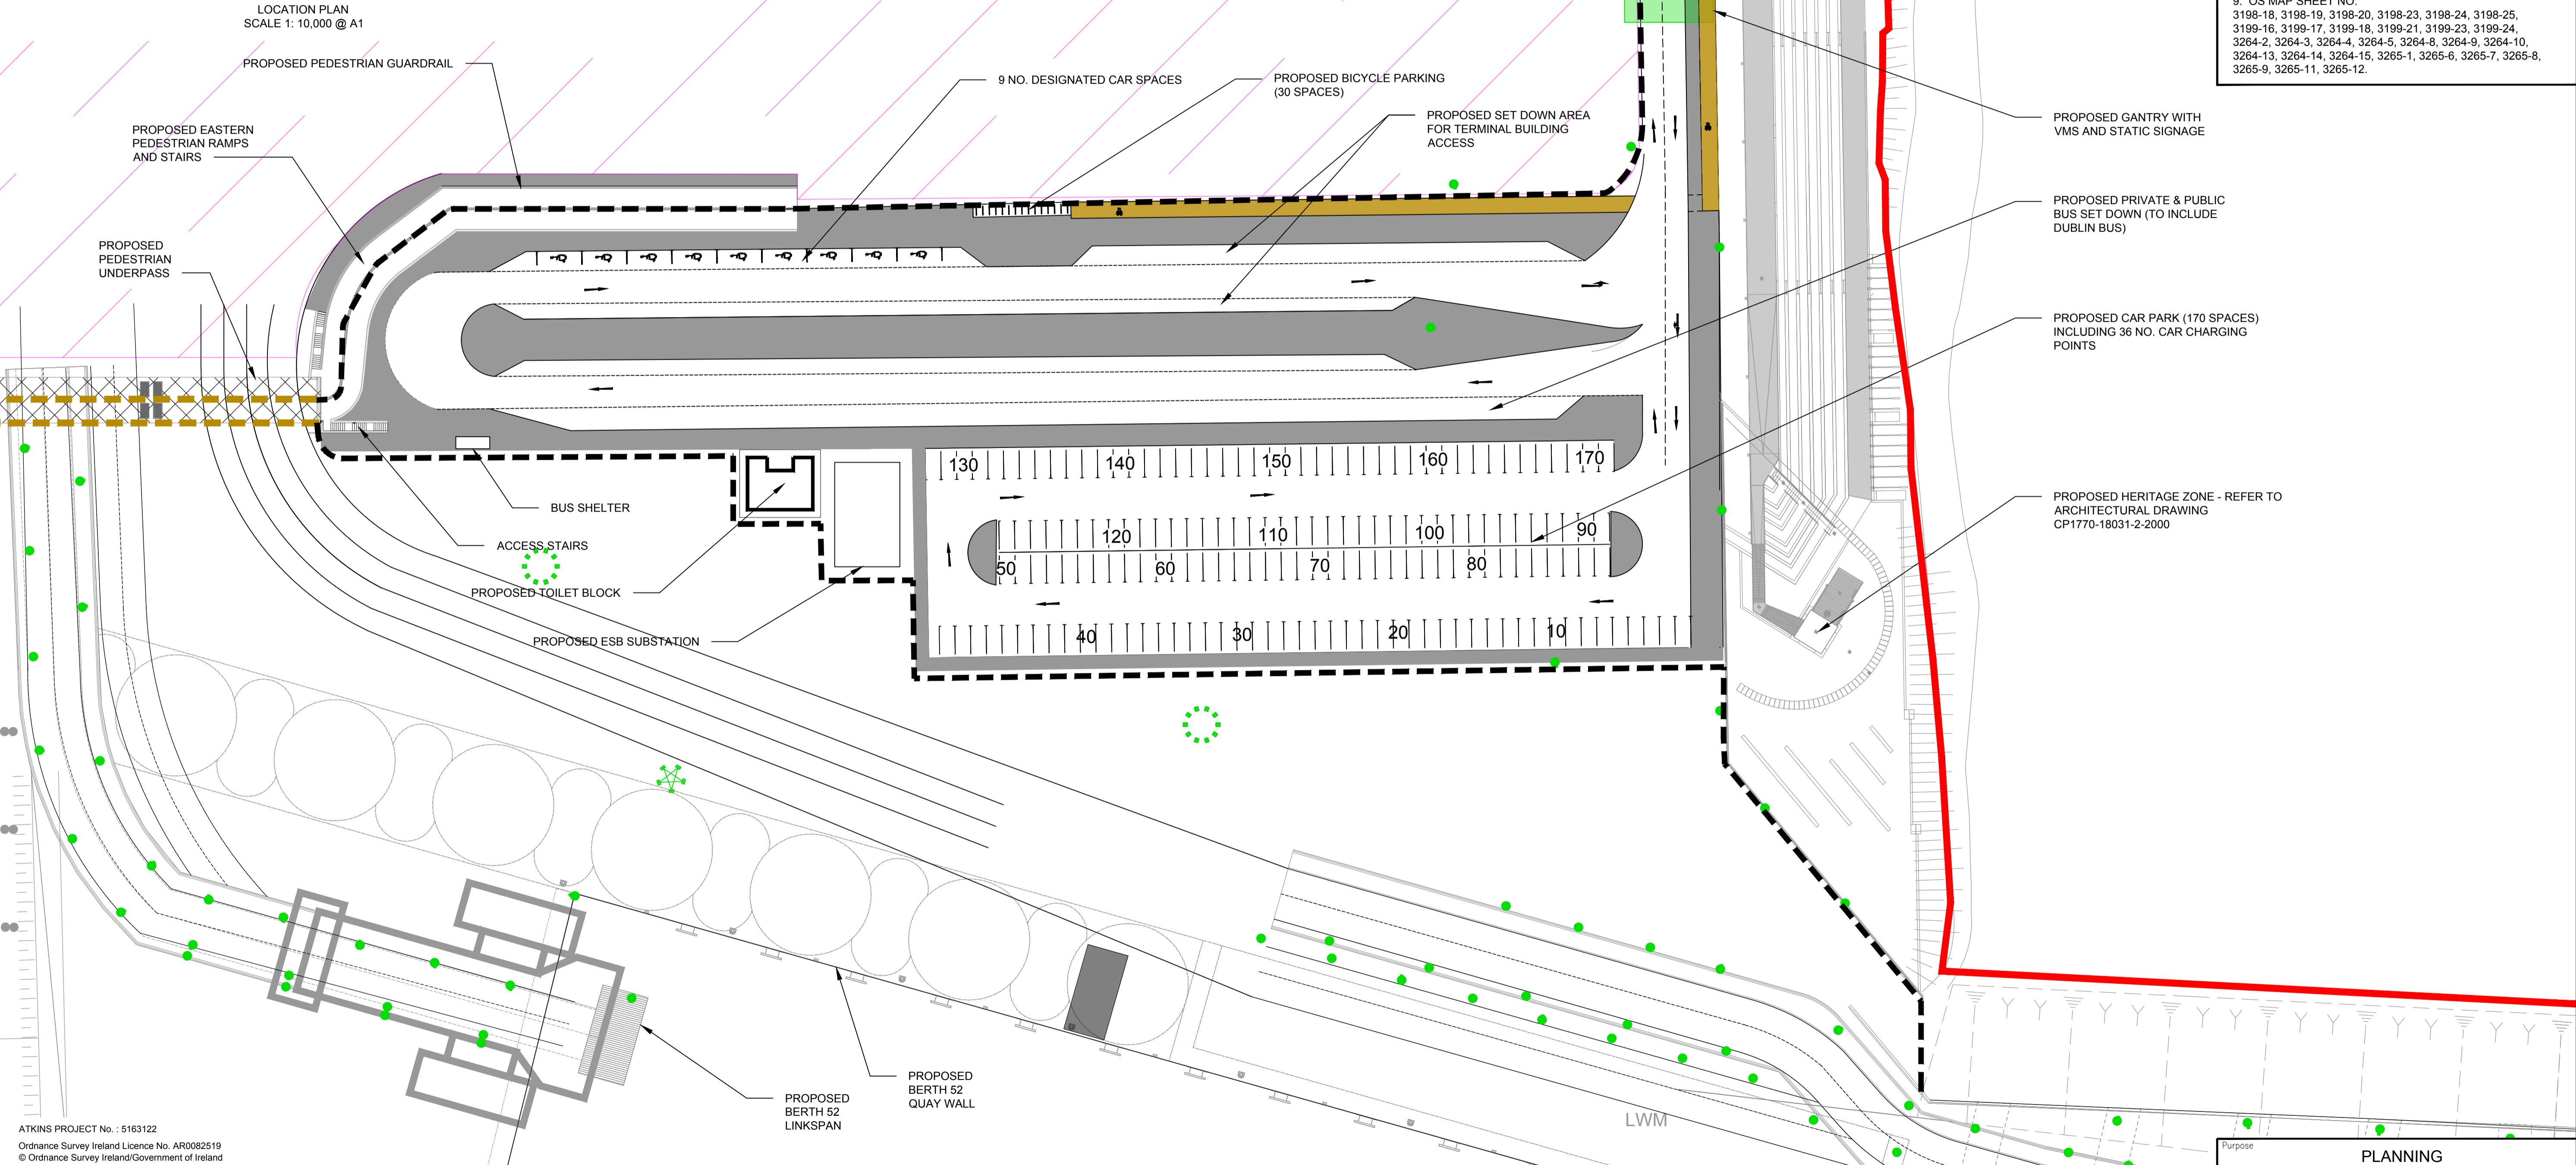 LOCATION PLAN
SCALE 1: 10,000 @ A1
9. OS MAP SHEET NO.
3198-18, 3198-19, 3198-20, 3198-23, 3198-24, 3198-25,
3199-16, 3199-17, 3199-18, 3199-21, 3199-23, 3199-24,
3264-2, 3264-3, 3264-4, 3264-5, 3264-8, 3264-9, 3264-10,
3264-13, 3264-14, 3264-15, 3265-1, 3265-6, 3265-7, 3265-8,
3265-9, 3265-11, 3265-12.
PROPOSED PEDESTRIAN GUARDRAIL
9 NO. DESIGNATED CAR SPACES
PROPOSED BICYCLE PARKING
(30 SPACES)
PROPOSED SET DOWN AREA
FOR TERMINAL BUILDING
ACCESS
PROPOSED GANTRY WITH
VMS AND STATIC SIGNAGE
PROPOSED EASTERN
PEDESTRIAN RAMPS
AND STAIRS
PROPOSED PRIVATE & PUBLIC
BUS SET DOWN (TO INCLUDE
DUBLIN BUS)
PROPOSED
PEDESTRIAN
UNDERPASS
PROPOSED CAR PARK (170 SPACES)
INCLUDING 36 NO. CAR CHARGING
POINTS
130 140 150 160 170
BUS SHELTER
PROPOSED HERITAGE ZONE - REFER TO
ARCHITECTURAL DRAWING
CP1770-18031-2-2000
120 110 100 90
ACCESS STAIRS
50 60 70 80
PROPOSED TOILET BLOCK
PROPOSED ESB SUBSTATION
40 30 20 10
PROPOSED
BERTH 52
QUAY WALL
PROPOSED
BERTH 52
LINKSPAN
LWM
ATKINS PROJECT No. : 5163122
Ordnance Survey Ireland Licence No. AR0082519
© Ordnance Survey Ireland/Government of Ireland
Purpose
PLANNING